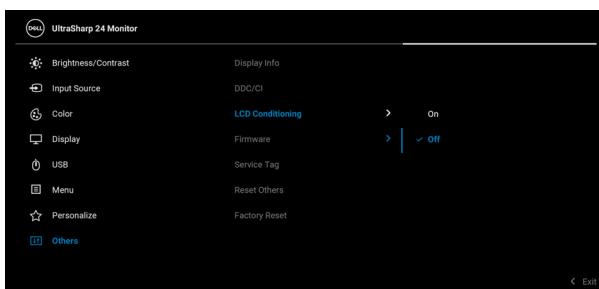 DELL UltraSharp 24 Monitor
Brightness/Contrast Display Info
Input Source DDC/CI
Color LCD Conditioning > On
Display Firmware > ✓ Off
USB Service Tag
Menu Reset Others
Personalize Factory Reset
Others
< Exit